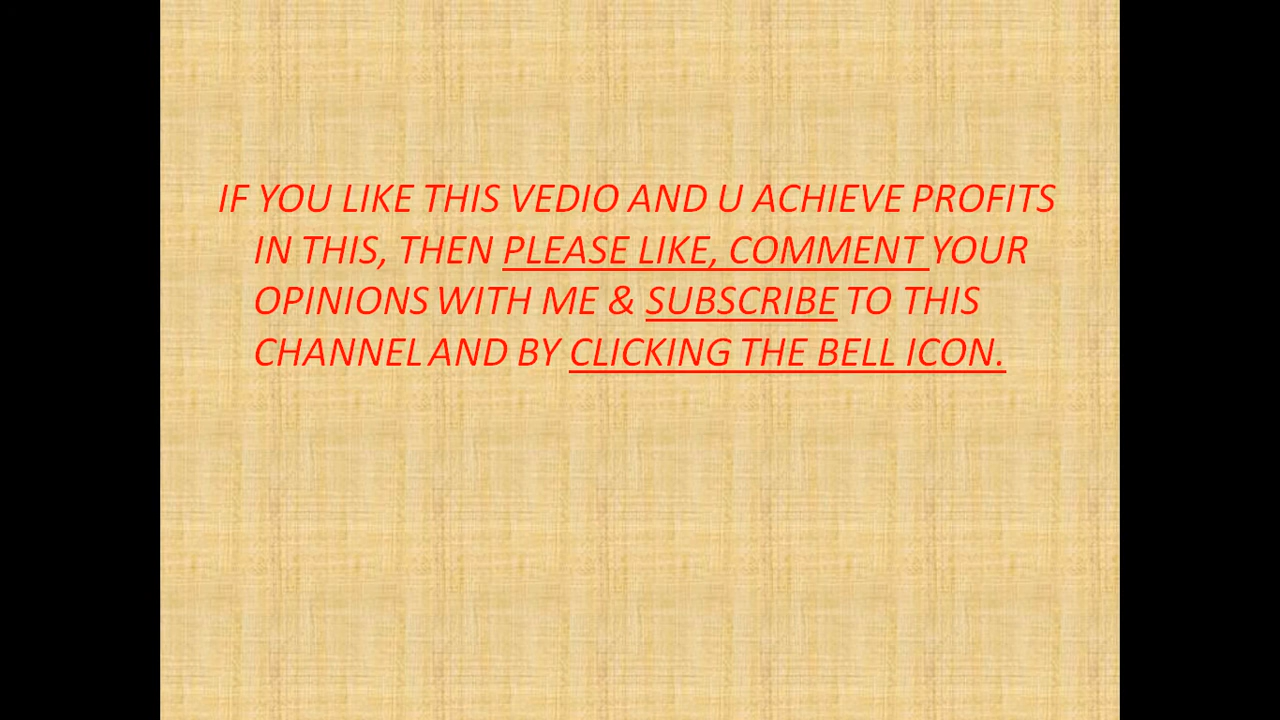 IF YOU LIKE THIS VEDIO AND U ACHIEVE PROFITS
IN THIS, THEN PLEASE LIKE, COMMENT YOUR
OPINIONS WITH ME & SUBSCRIBE TO THIS
CHANNEL AND BY CLICKING THE BELL ICON.